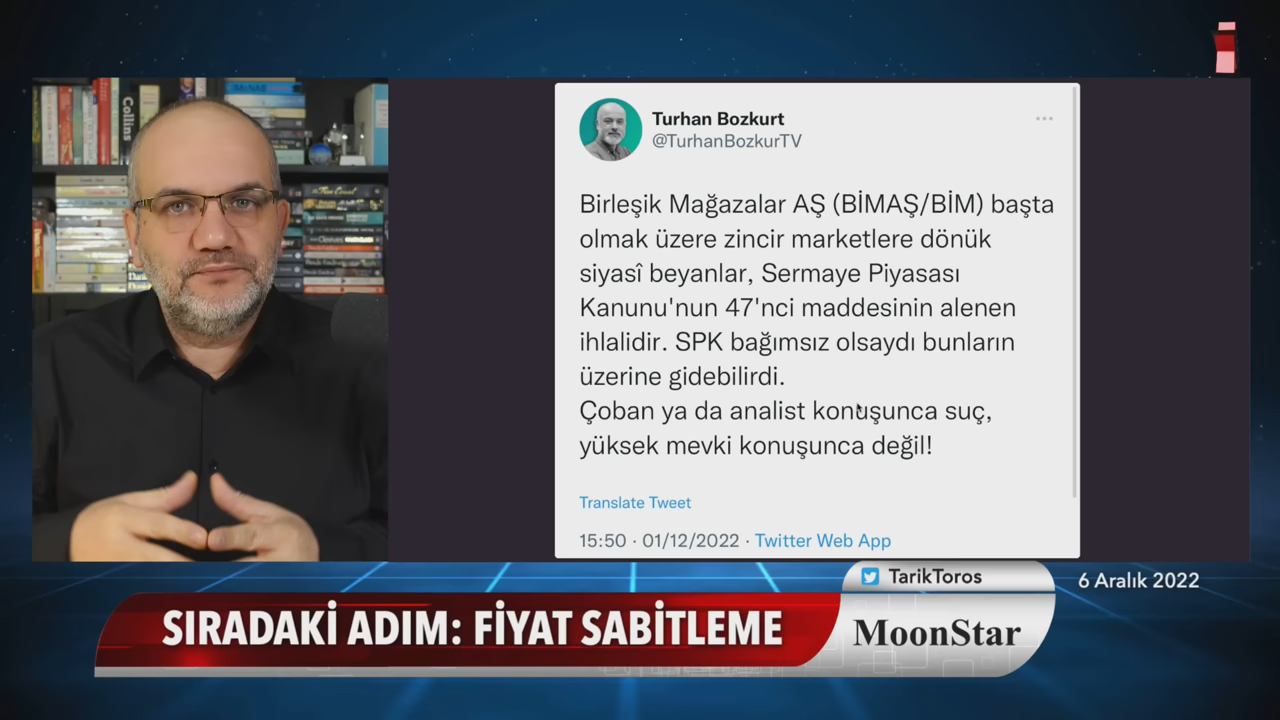 Collins
Turhan Bozkurt
@TurhanBozkurTV
Birleşik Mağazalar AŞ (BİMAŞ/BİM) başta
olmak üzere zincir marketlere dönük
siyasî beyanlar, Sermaye Piyasası
Kanunu'nun 47'nci maddesinin alenen
ihlalidir. SPK bağımsız olsaydı bunların
üzerine gidebilirdi.
Çoban ya da analist konuşunca suç,
yüksek mevki konuşunca değil!
Translate Tweet
15:50 · 01/12/2022 · Twitter Web App
TarikToros
6 Aralık 2022
SIRADAKİ ADIM: FİYAT SABİTLEME
MoonStar